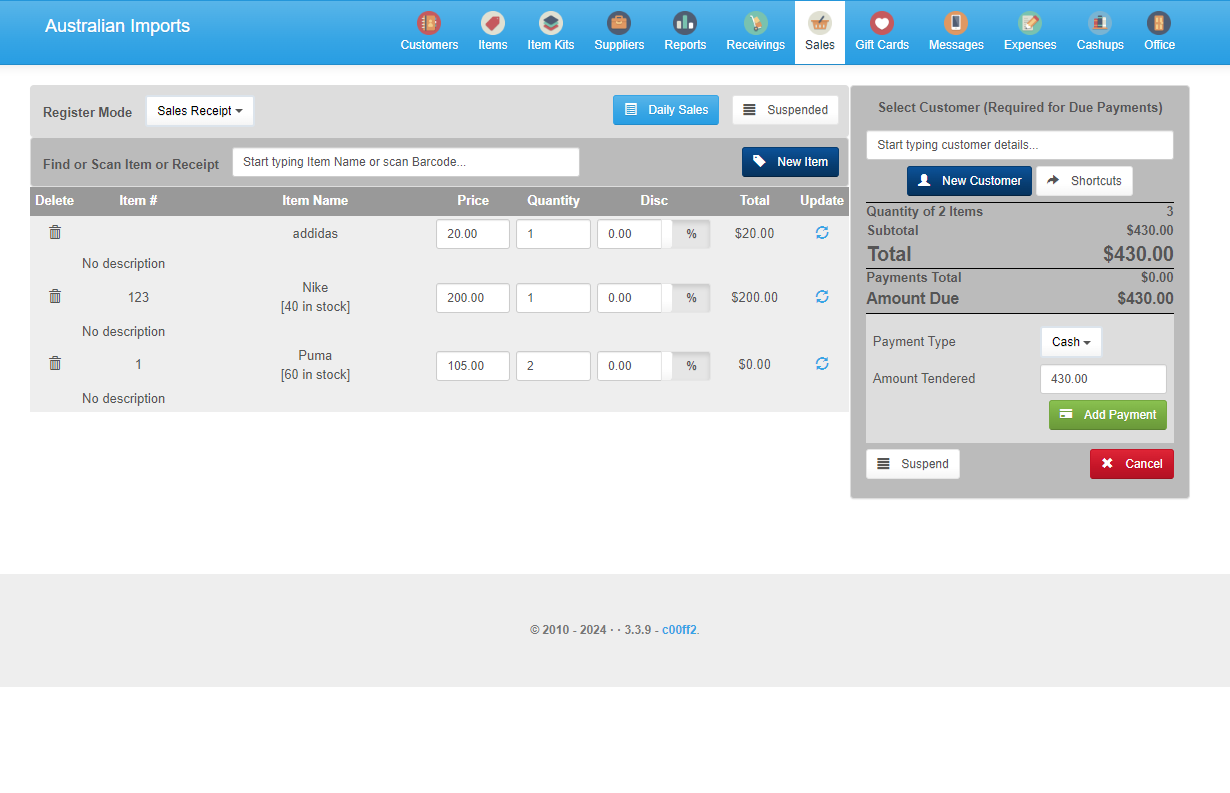 Australian Imports
Customers Items Item Kits Suppliers Reports Receivings Sales Gift Cards Messages Expenses Cashups Office
Register Mode Sales Receipt Daily Sales Suspended
Find or Scan Item or Receipt Start typing Item Name or scan Barcode... New Item
Delete Item # Item Name Price Quantity Disc Total Update
addidas 20.00 1 0.00 % $20.00
No description
123 Nike 200.00 1 0.00 % $200.00
[40 in stock]
No description
1 Puma 105.00 2 0.00 % $0.00
[60 in stock]
No description
Select Customer (Required for Due Payments)
Start typing customer details...
New Customer Shortcuts
Quantity of 2 Items 3
Subtotal $430.00
Total $430.00
Payments Total $0.00
Amount Due $430.00
Payment Type Cash
Amount Tendered 430.00
Add Payment
Suspend Cancel
© 2010 - 2024 · · 3.3.9 - c00ff2.